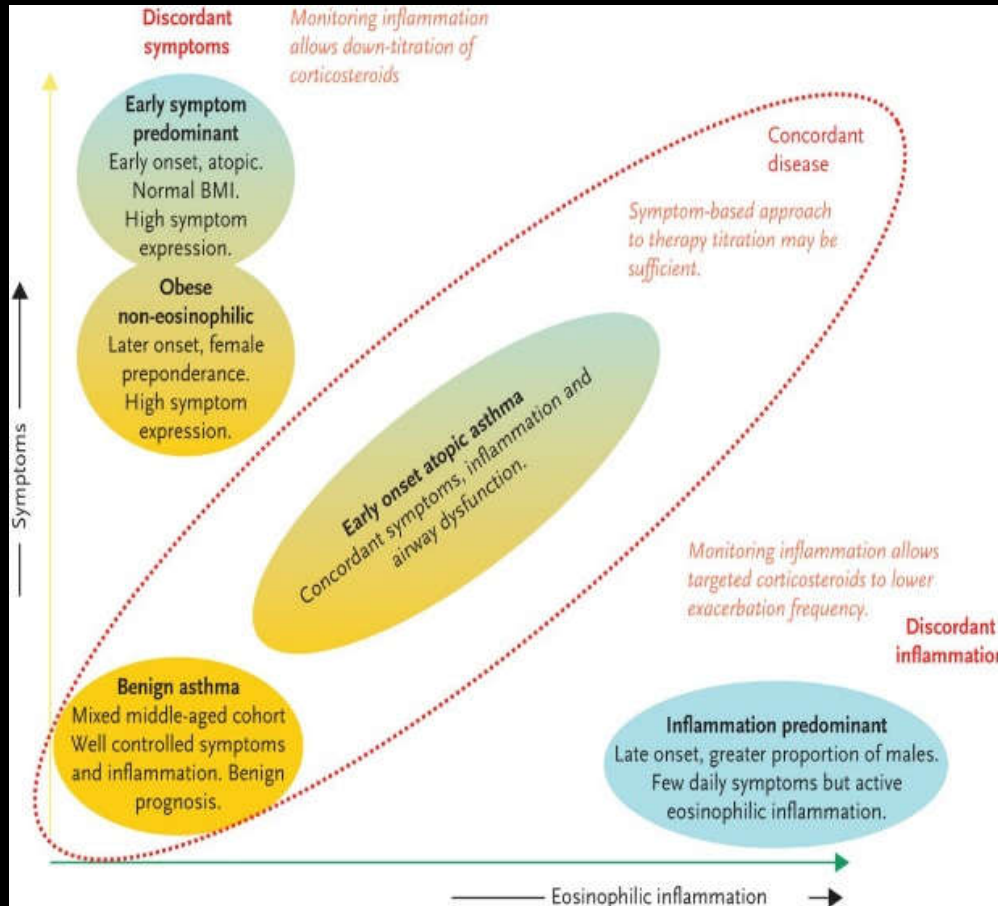 Discordant
symptoms
Monitoring inflammation
allows down-titration of
corticosteroids
Early symptom
predominant
Early onset, atopic.
Normal BMI.
High symptom
expression.
Obese
non-eosinophilic
Later onset, female
preponderance.
High symptom
expression.
Concordant
disease
Symptom-based approach
to therapy titration may be
sufficient.
Early onset atopic asthma
Concordant symptoms, inflammation and
airway dysfunction.
Symptoms
Monitoring inflammation allows
targeted corticosteroids to lower
exacerbation frequency.
Discordant
inflammation
Benign asthma
Mixed middle-aged cohort
Well controlled symptoms
and inflammation. Benign
prognosis.
Inflammation predominant
Late onset, greater proportion of males.
Few daily symptoms but active
eosinophilic inflammation.
Eosinophilic inflammation